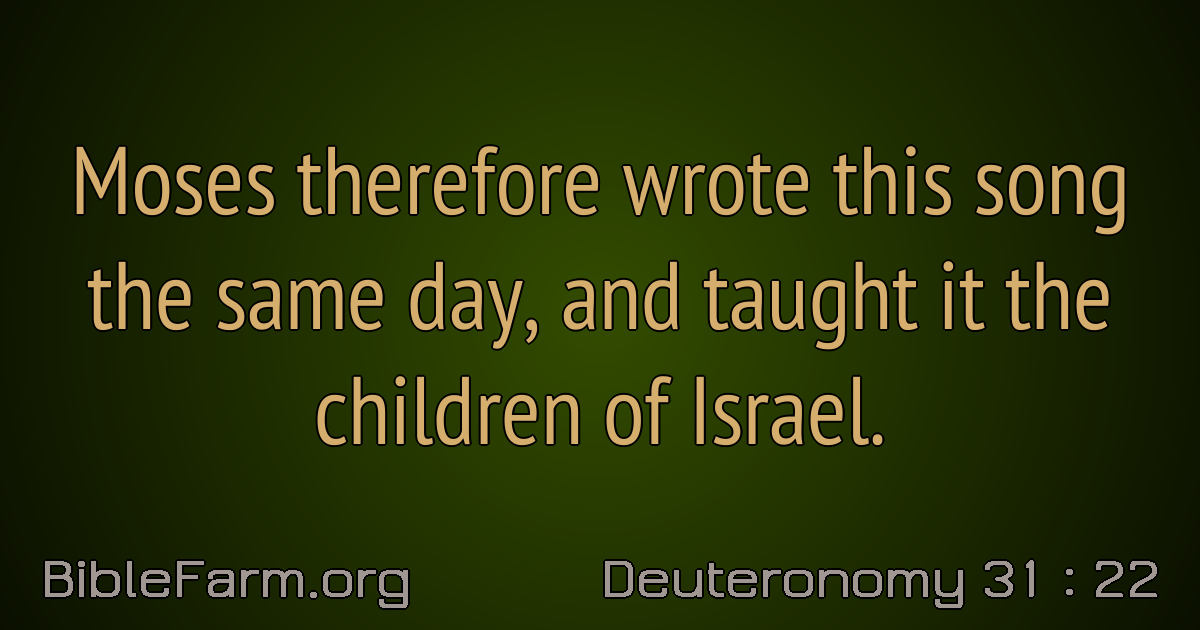 Moses therefore wrote this song
the same day, and taught it the
children of Israel.
BibleFarm.org
Deuteronomy 31 : 22